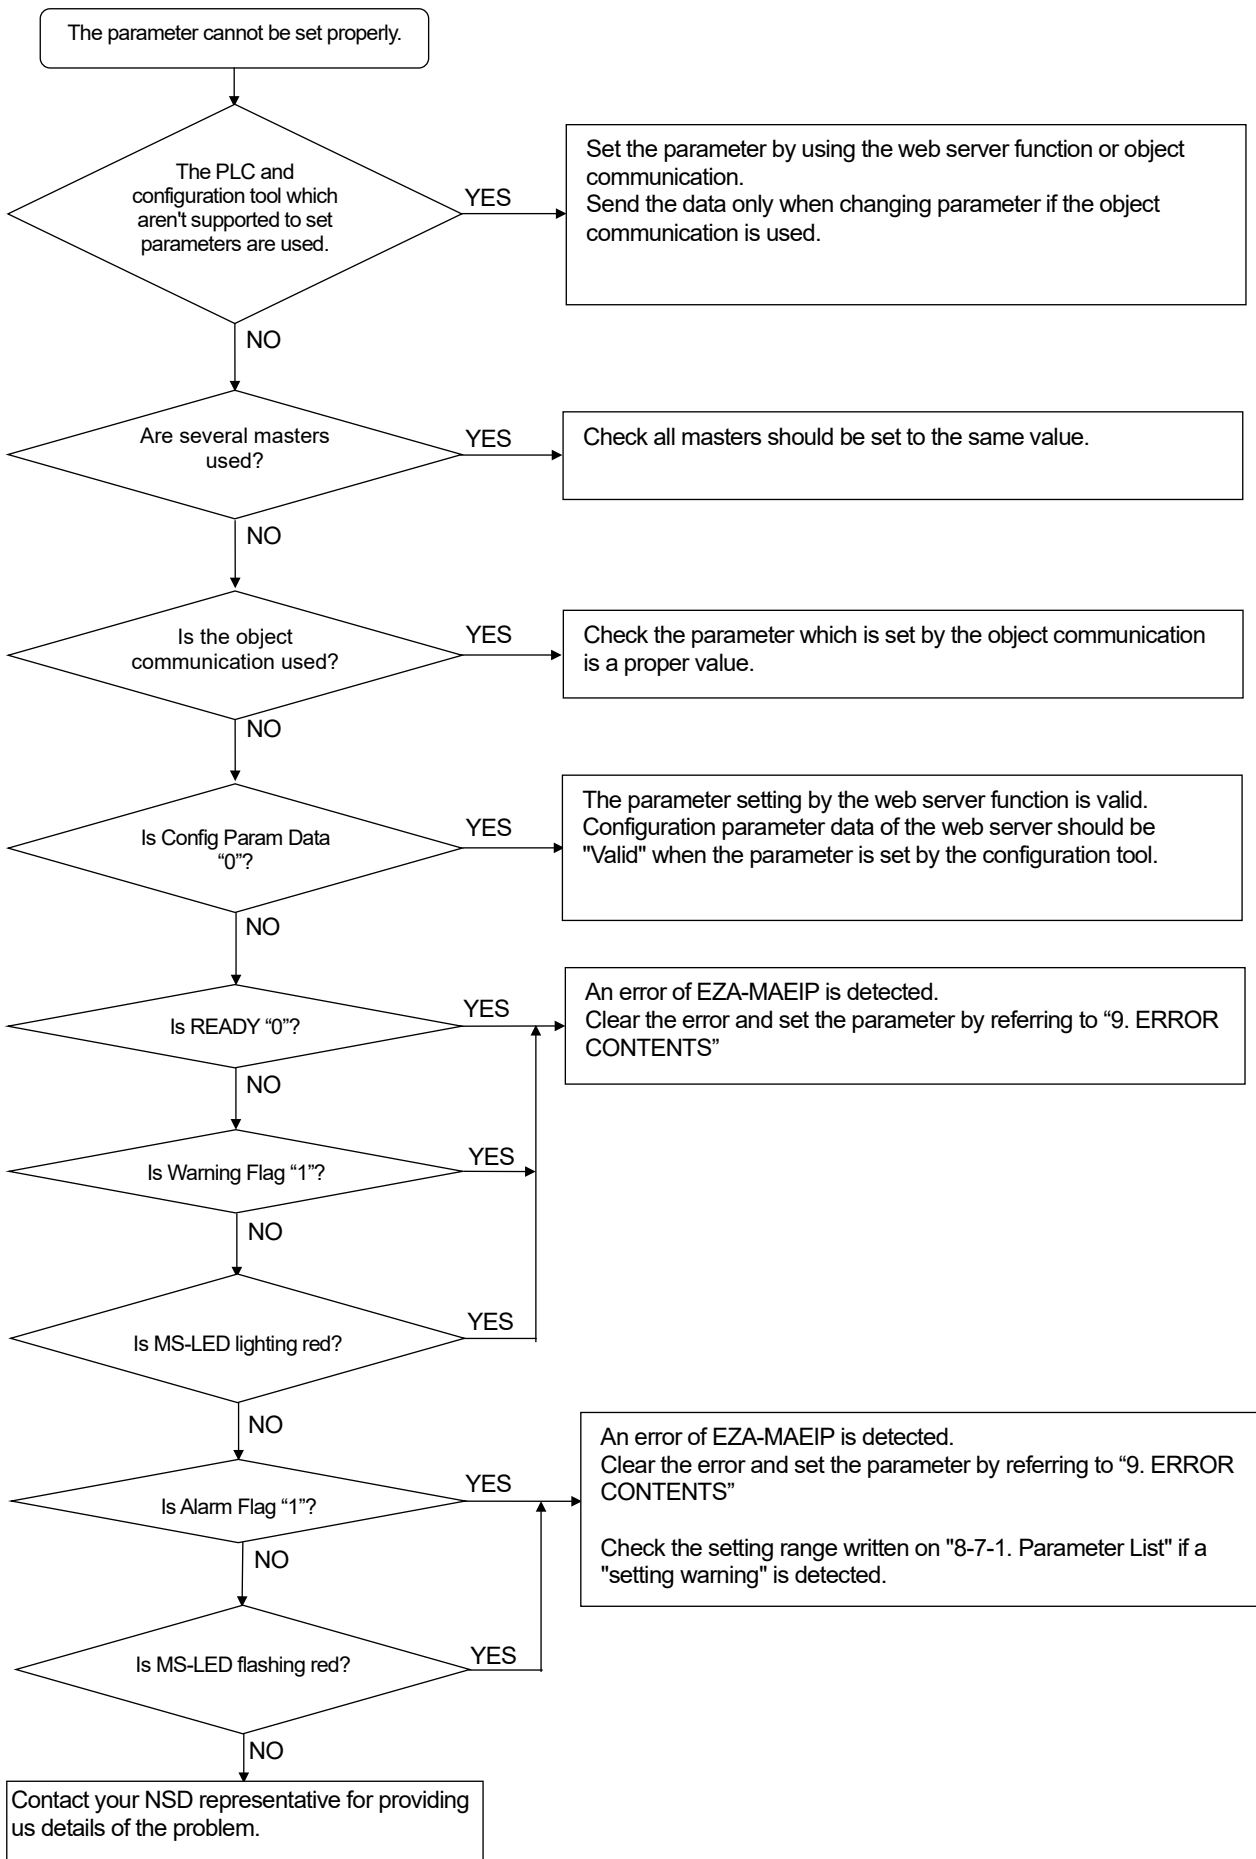 The parameter cannot be set properly.
The PLC and
configuration tool which
aren't supported to set
parameters are used.
YES
Set the parameter by using the web server function or object
communication.
Send the data only when changing parameter if the object
communication is used.
NO
Are several masters
used?
YES
Check all masters should be set to the same value.
NO
Is the object
communication used?
YES
Check the parameter which is set by the object communication
is a proper value.
NO
Is Config Param Data
“0”?
YES
The parameter setting by the web server function is valid.
Configuration parameter data of the web server should be
"Valid" when the parameter is set by the configuration tool.
NO
Is READY “0”?
YES
An error of EZA-MAEIP is detected.
Clear the error and set the parameter by referring to “9. ERROR
CONTENTS”
NO
Is Warning Flag “1”?
YES
NO
Is MS-LED lighting red?
YES
NO
Is Alarm Flag “1”?
YES
An error of EZA-MAEIP is detected.
Clear the error and set the parameter by referring to “9. ERROR
CONTENTS”
Check the setting range written on "8-7-1. Parameter List" if a
"setting warning" is detected.
NO
Is MS-LED flashing red?
YES
NO
Contact your NSD representative for providing
us details of the problem.